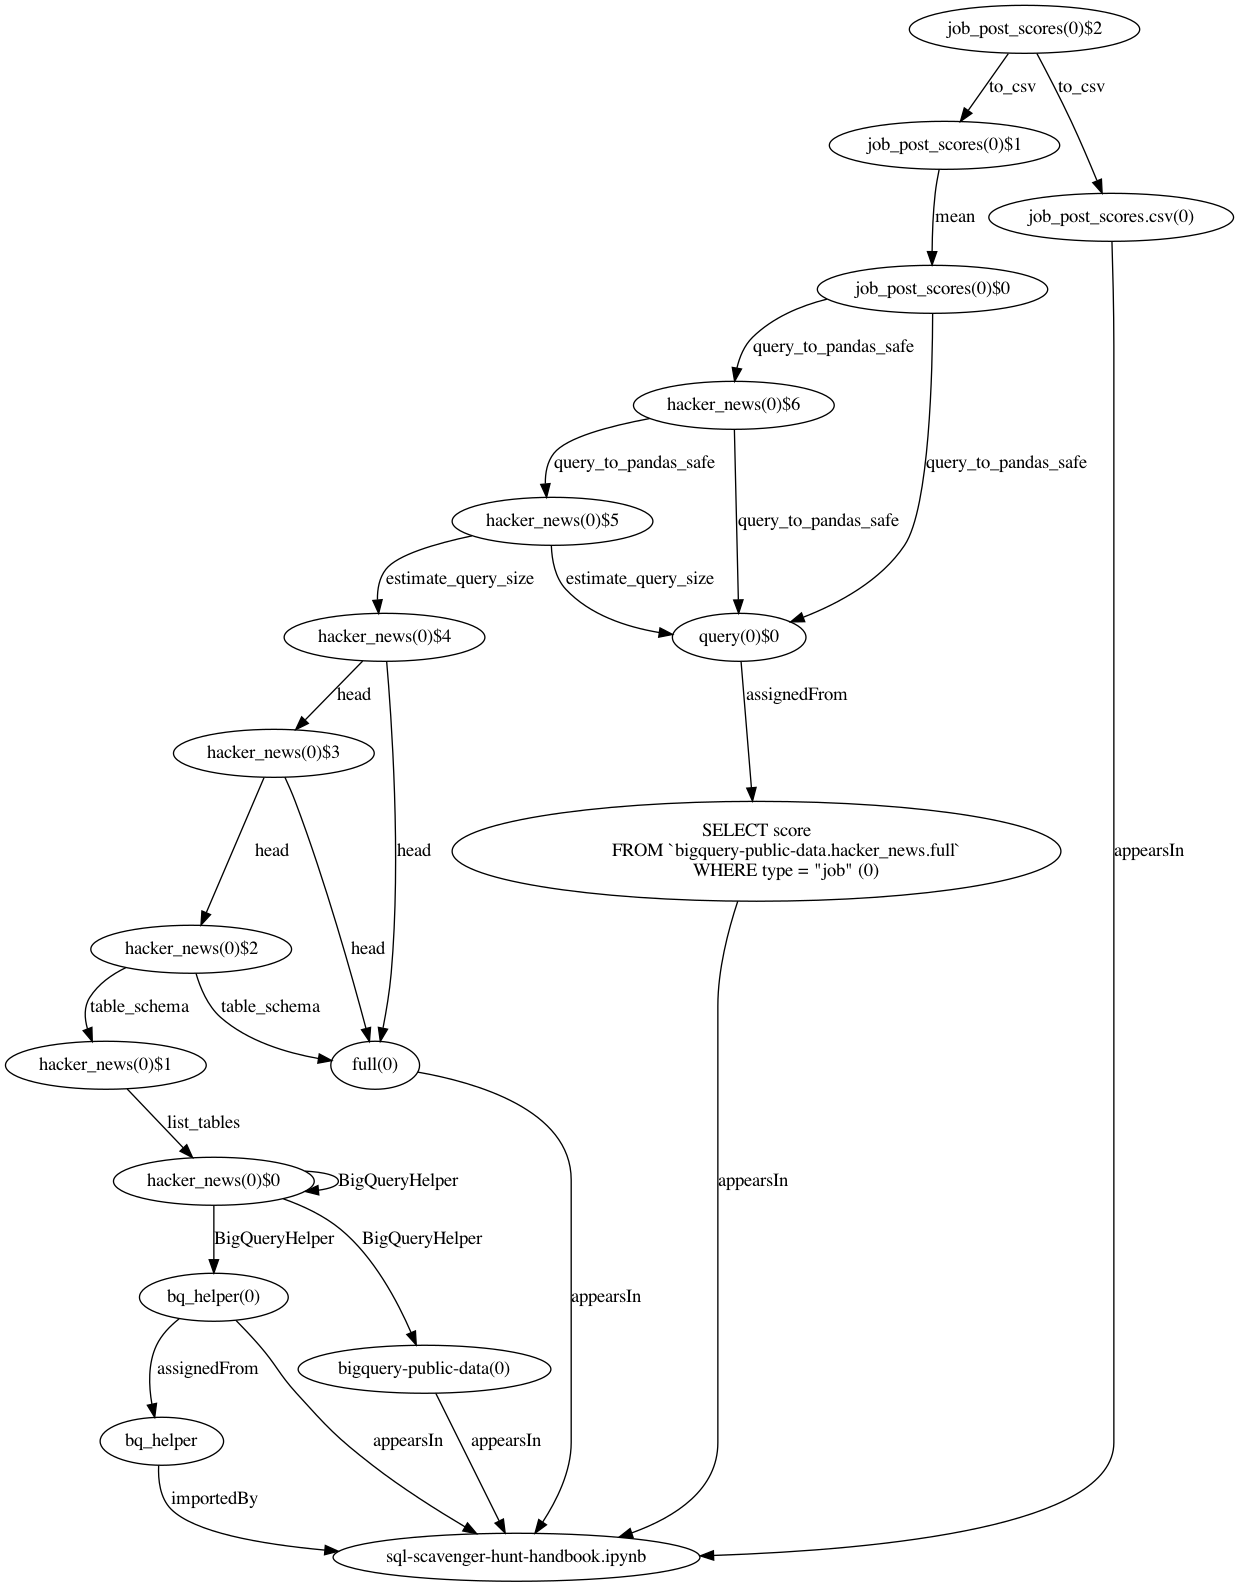 job_post_scores(0)$2
to_csv
to_csv
job_post_scores(0)$1
mean
job_post_scores.csv(0)
job_post_scores(0)$0
query_to_pandas_safe
hacker_news(0)$6
query_to_pandas_safe
query_to_pandas_safe
hacker_news(0)$5
query_to_pandas_safe
estimate_query_size
estimate_query_size
hacker_news(0)$4
query(0)$0
head
assignedFrom
hacker_news(0)$3
SELECT score
FROM `bigquery-public-data.hacker_news.full`
WHERE type = "job" (0)
head
head
appearsIn
hacker_news(0)$2
head
table_schema
table_schema
hacker_news(0)$1
full(0)
list_tables
hacker_news(0)$0
BigQueryHelper
appearsIn
BigQueryHelper
BigQueryHelper
bq_helper(0)
appearsIn
assignedFrom
bigquery-public-data(0)
bq_helper
appearsIn
appearsIn
importedBy
sql-scavenger-hunt-handbook.ipynb